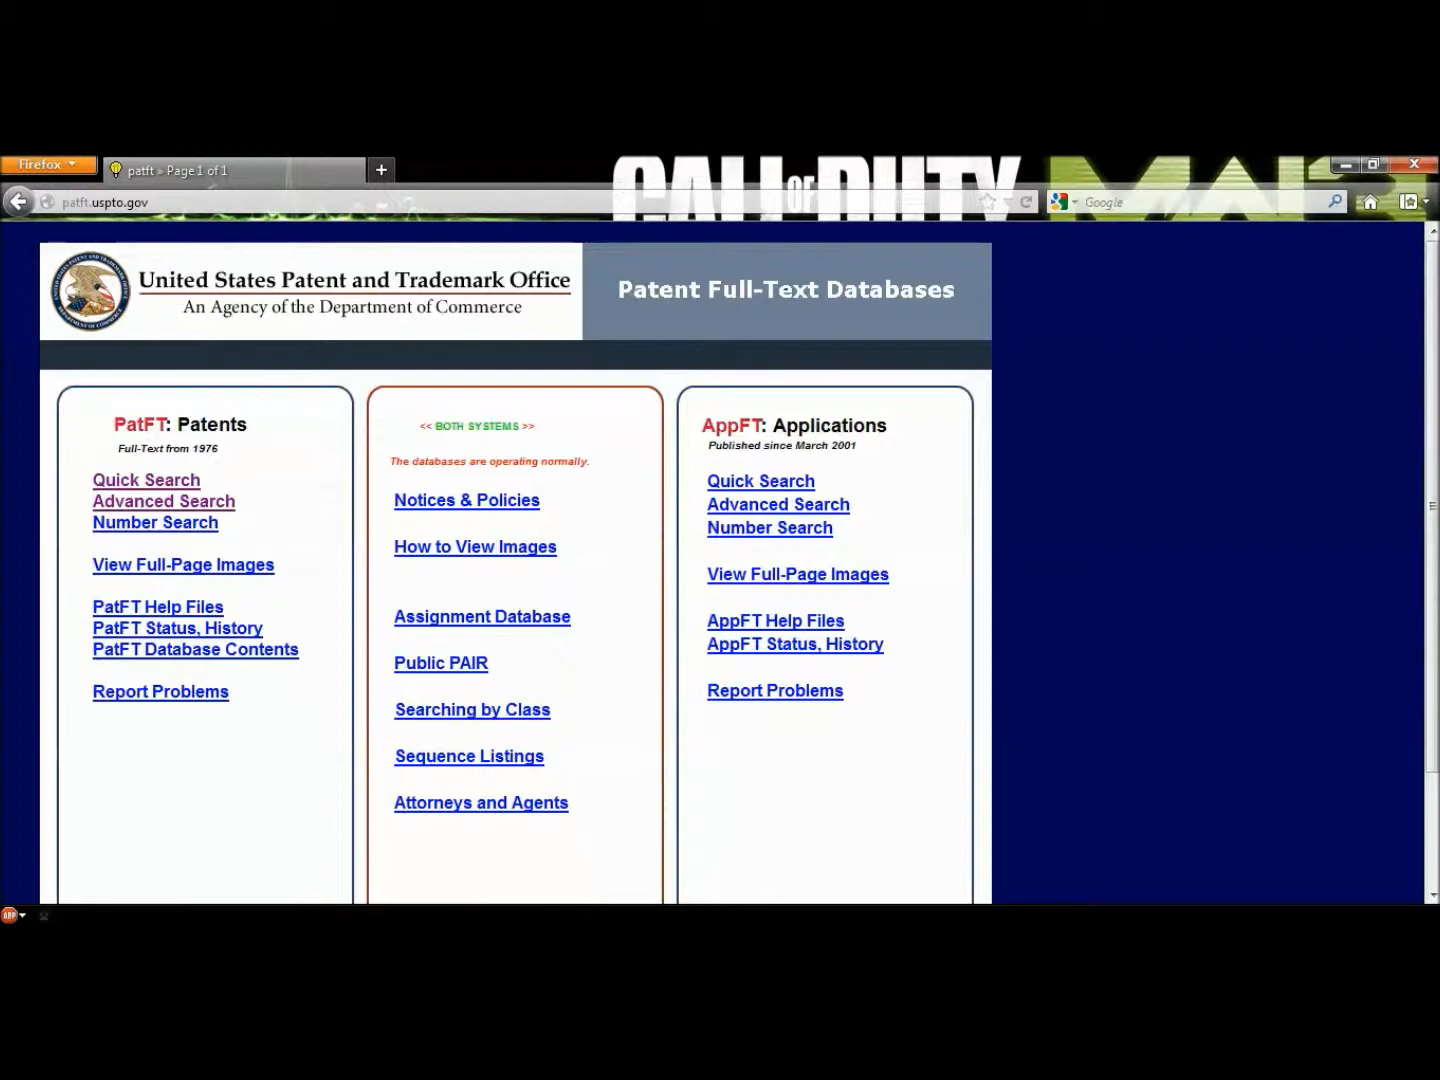 CALL OF DUTY MW3
Firefox
patft » Page 1 of 1
+
patft.uspto.gov
Google
United States Patent and Trademark Office
An Agency of the Department of Commerce
Patent Full-Text Databases
PatFT: Patents
Full-Text from 1976
Quick Search
Advanced Search
Number Search
View Full-Page Images
PatFT Help Files
PatFT Status, History
PatFT Database Contents
Report Problems
<< BOTH SYSTEMS >>
The databases are operating normally.
Notices & Policies
How to View Images
Assignment Database
Public PAIR
Searching by Class
Sequence Listings
Attorneys and Agents
AppFT: Applications
Published since March 2001
Quick Search
Advanced Search
Number Search
View Full-Page Images
AppFT Help Files
AppFT Status, History
Report Problems
ABP